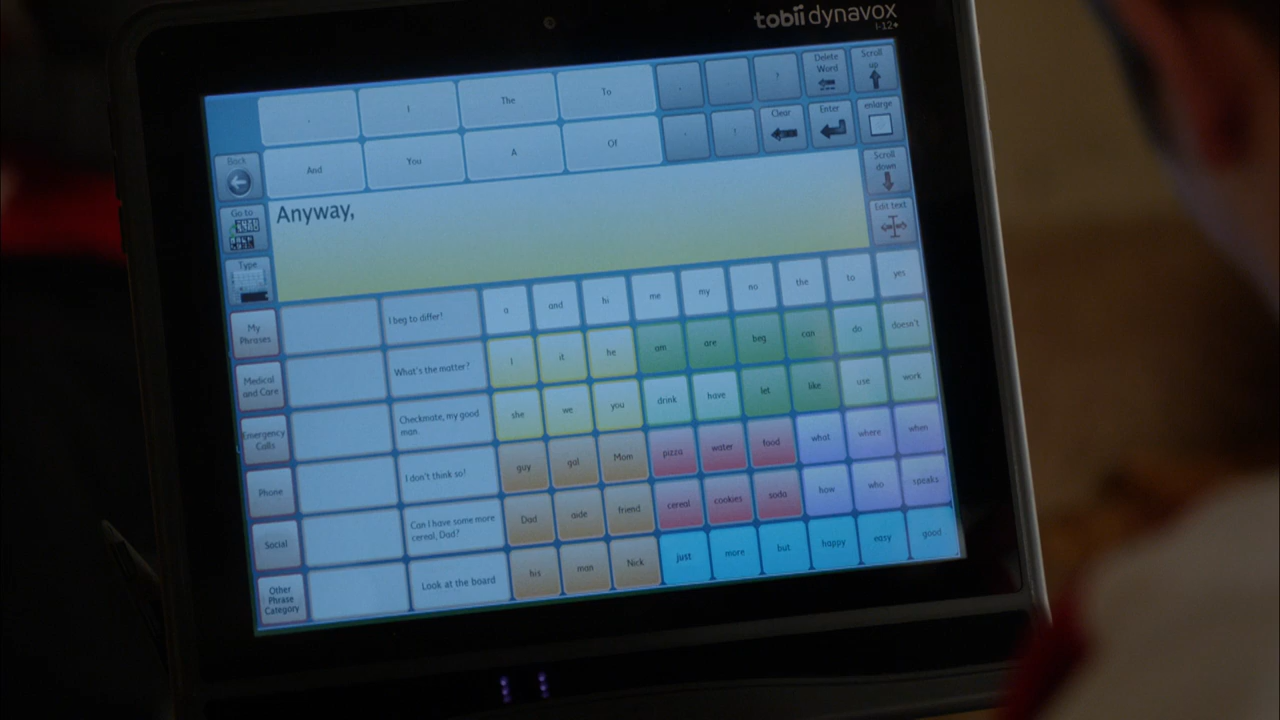 tobii dynavox
I-12+
. I The To . . ? Delete Word Scroll up
And You A Of ! Clear Enter enlarge
Back
Scroll down
Anyway,
Go to
Edit text
Type
My Phrases
I beg to differ! a and hi me my no the to yes
Medical and Care
What's the matter? I it he am are beg can do doesn't
Emergency Calls
Checkmate, my good man. she we you drink have let like use work
Phone
I don't think so! guy gal Mom pizza water food what where when
Social
Can I have some more cereal, Dad? Dad aide friend cereal cookies soda how who speaks
Other Phrase Category
Look at the board his man Nick just more but happy easy good